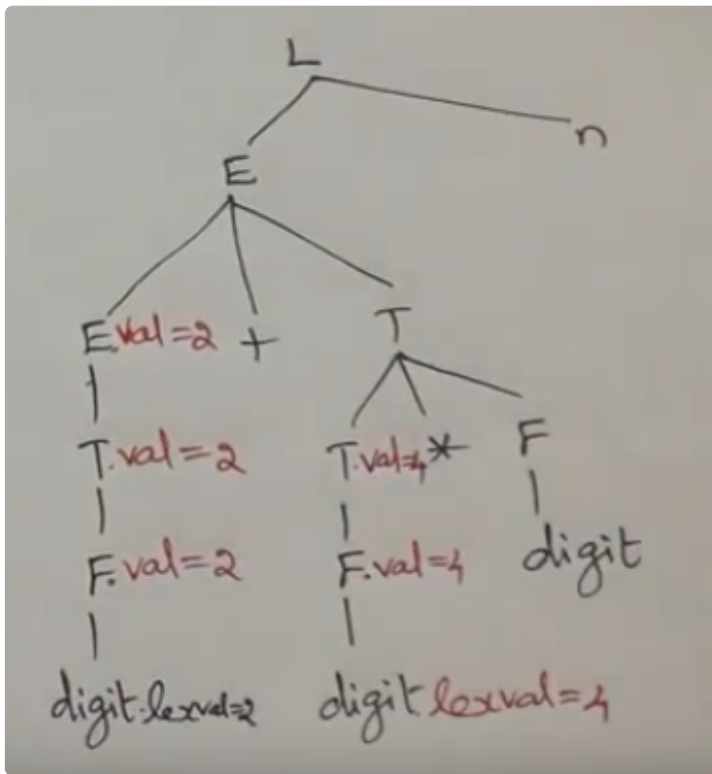 L
n
E
E.val=2 + T
T.val=2 T.val=4 * F
F.val=2 F.val=4 digit
digit.lexval=2 digit.lexval=4